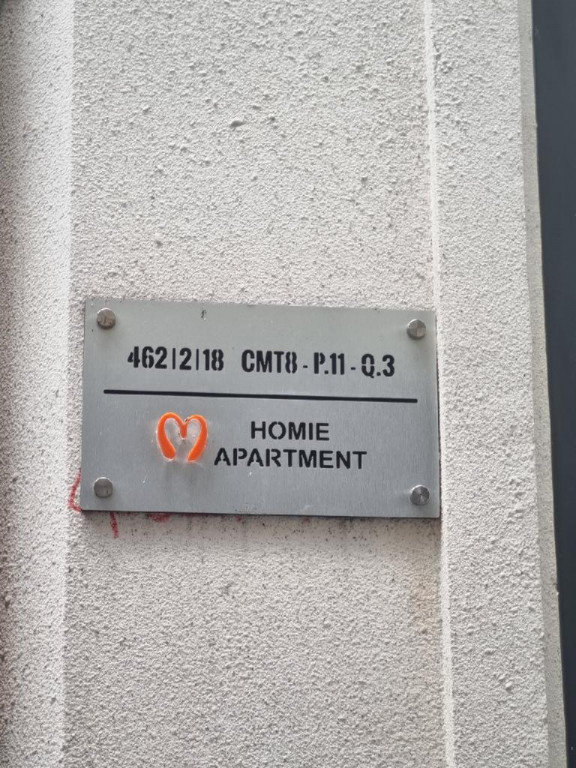 462|2|18 CMT8 - P.11 - Q.3
HOMIE
APARTMENT